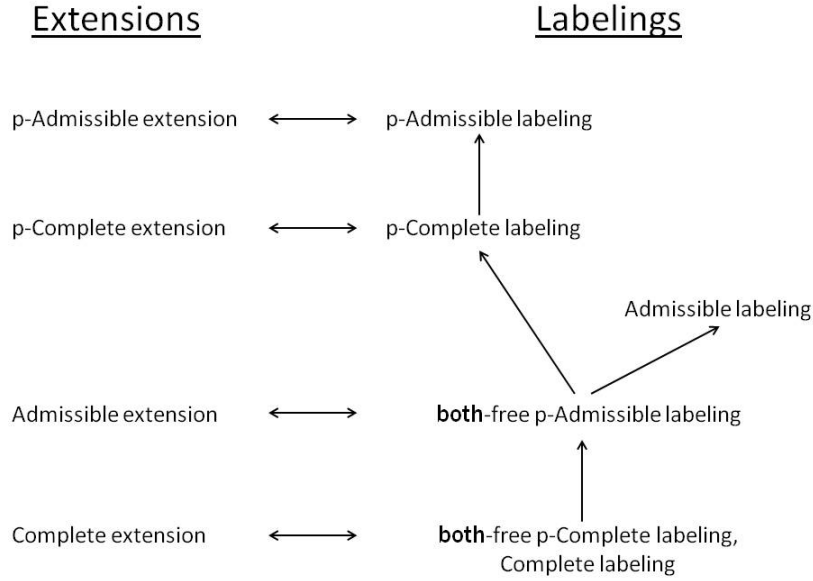 Extensions Labelings
p-Admissible extension p-Admissible labeling
p-Complete extension p-Complete labeling
Admissible labeling
Admissible extension both-free p-Admissible labeling
Complete extension both-free p-Complete labeling,
Complete labeling